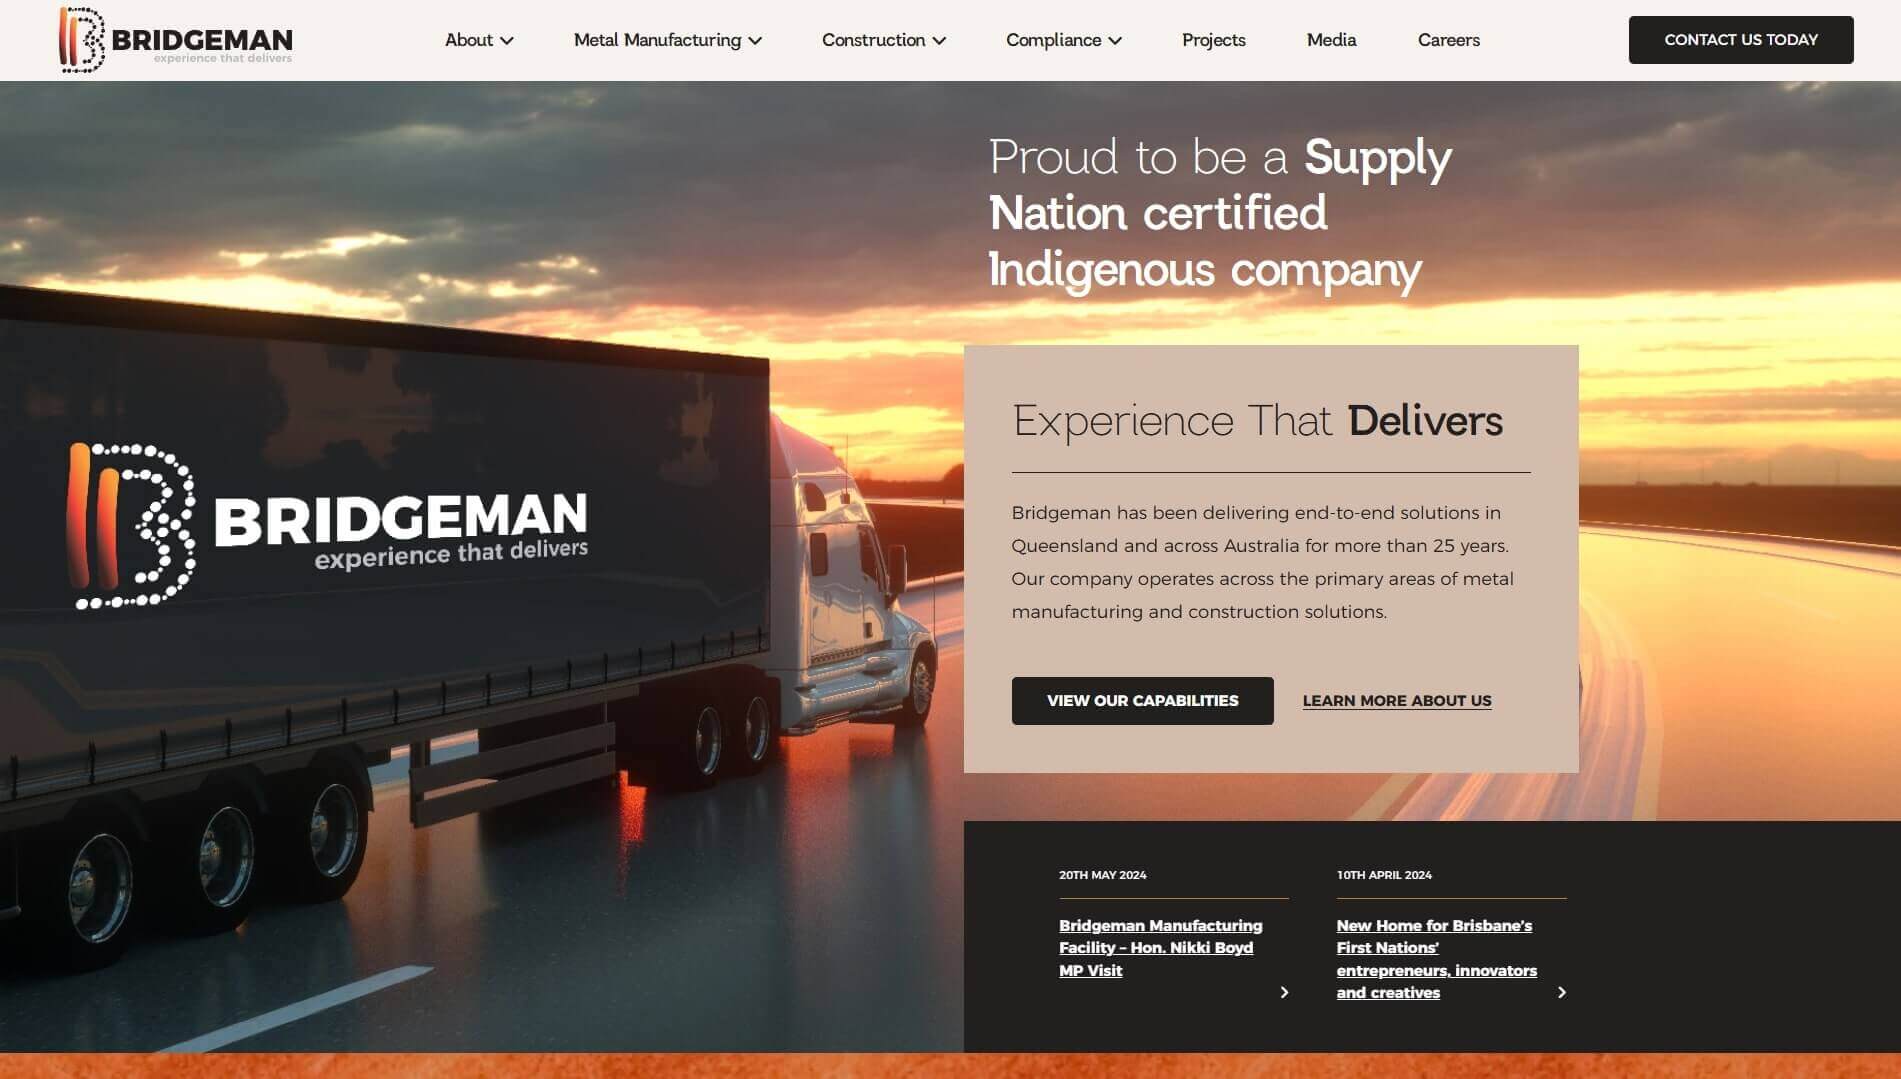 BRIDGEMAN
experience that delivers
About
Metal Manufacturing
Construction
Compliance
Projects
Media
Careers
CONTACT US TODAY
Proud to be a Supply
Nation certified
Indigenous company
BRIDGEMAN
experience that delivers
Experience That Delivers
Bridgeman has been delivering end-to-end solutions in
Queensland and across Australia for more than 25 years.
Our company operates across the primary areas of metal
manufacturing and construction solutions.
VIEW OUR CAPABILITIES
LEARN MORE ABOUT US
20TH MAY 2024
Bridgeman Manufacturing
Facility – Hon. Nikki Boyd
MP Visit
10TH APRIL 2024
New Home for Brisbane's
First Nations'
entrepreneurs, innovators
and creatives